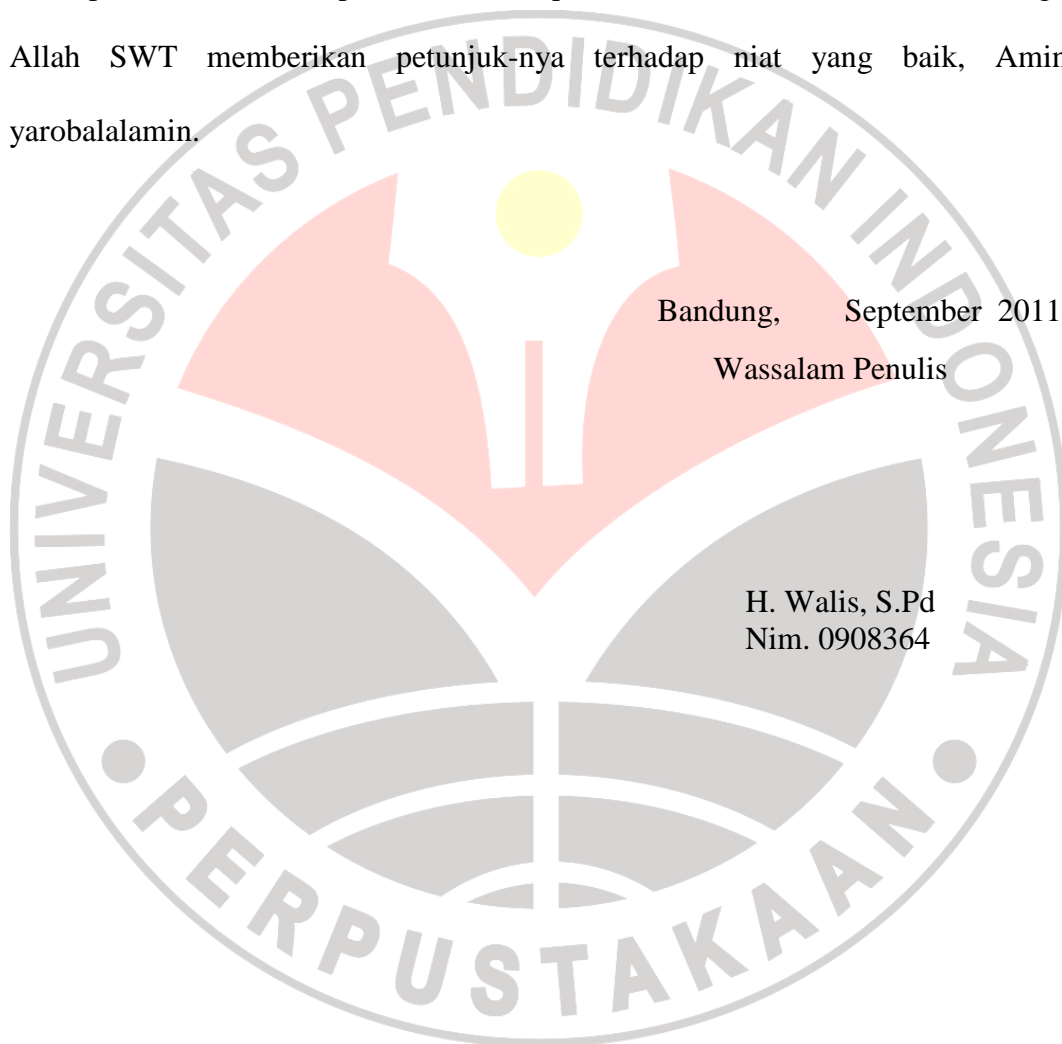 Allah SWT memberikan petunjuk-nya terhadap niat yang baik, Amin
yarobalalamin.
Bandung, September 2011
Wassalam Penulis
H. Walis, S.Pd
Nim. 0908364
UNIVERSITAS PENDIDIKAN INDONESIA
PERPUSTAKAAN